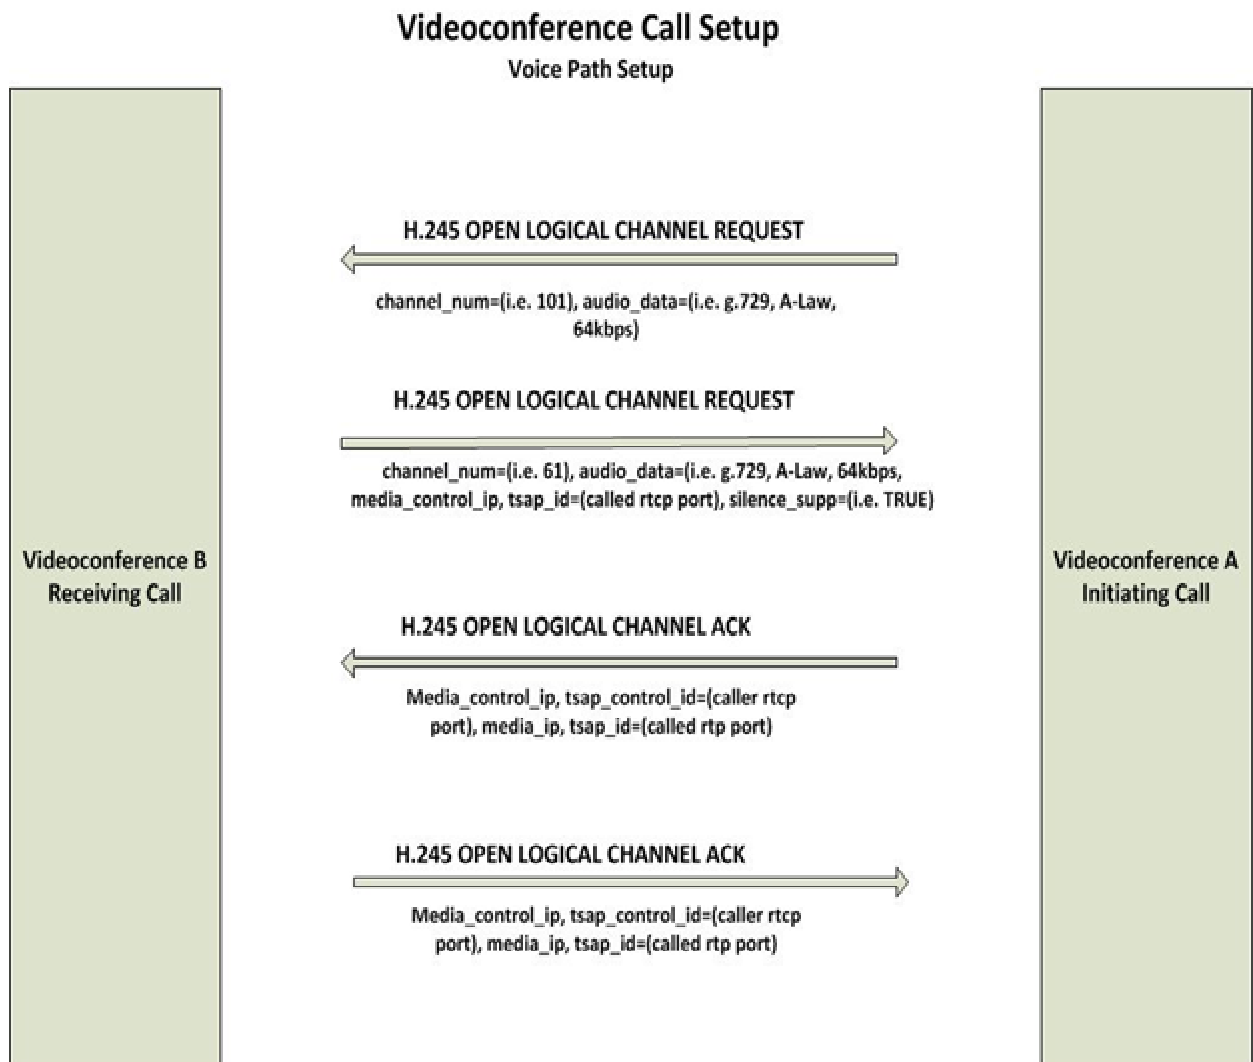 Videoconference Call Setup
Voice Path Setup
H.245 OPEN LOGICAL CHANNEL REQUEST
channel_num=(i.e. 101), audio_data=(i.e. g.729, A-Law,
64kbps)
H.245 OPEN LOGICAL CHANNEL REQUEST
channel_num=(i.e. 61), audio_data=(i.e. g.729, A-Law, 64kbps,
media_control_ip, tsap_id=(called rtcp port), silence_supp=(i.e. TRUE)
Videoconference B
Receiving Call
Videoconference A
Initiating Call
H.245 OPEN LOGICAL CHANNEL ACK
Media_control_ip, tsap_control_id=(caller rtcp
port), media_ip, tsap_id=(called rtp port)
H.245 OPEN LOGICAL CHANNEL ACK
Media_control_ip, tsap_control_id=(caller rtcp
port), media_ip, tsap_id=(called rtp port)